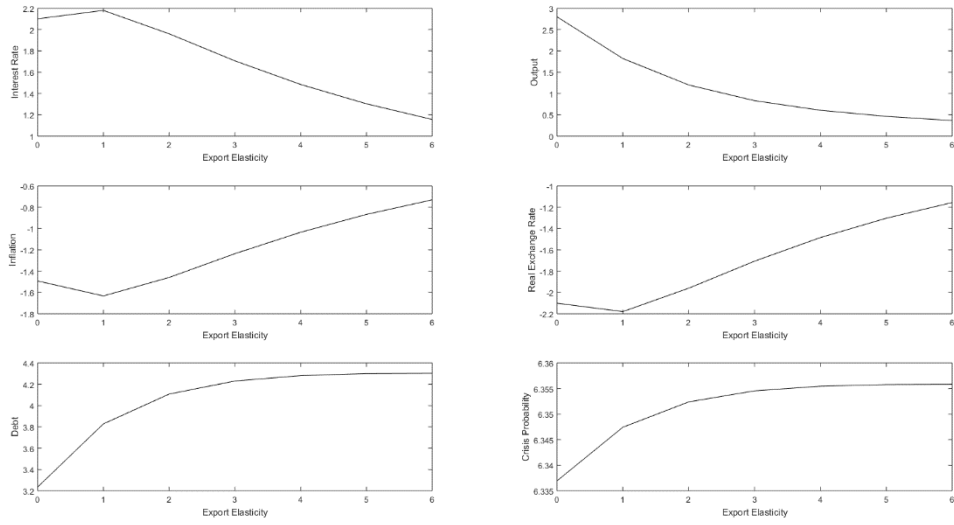 Interest Rate
2.2
2
1.8
1.6
1.4
1.2
1
0 1 2 3 4 5 6
Export Elasticity
Output
3
2.5
2
1.5
1
0.5
0
0 1 2 3 4 5 6
Export Elasticity
Inflation
-0.6
-0.8
-1
-1.2
-1.4
-1.6
-1.8
0 1 2 3 4 5 6
Export Elasticity
Real Exchange Rate
-1
-1.2
-1.4
-1.6
-1.8
-2
-2.2
0 1 2 3 4 5 6
Export Elasticity
Debt
4.4
4.2
4
3.8
3.6
3.4
3.2
0 1 2 3 4 5 6
Export Elasticity
Crisis Probability
6.36
6.355
6.35
6.345
6.34
6.335
0 1 2 3 4 5 6
Export Elasticity